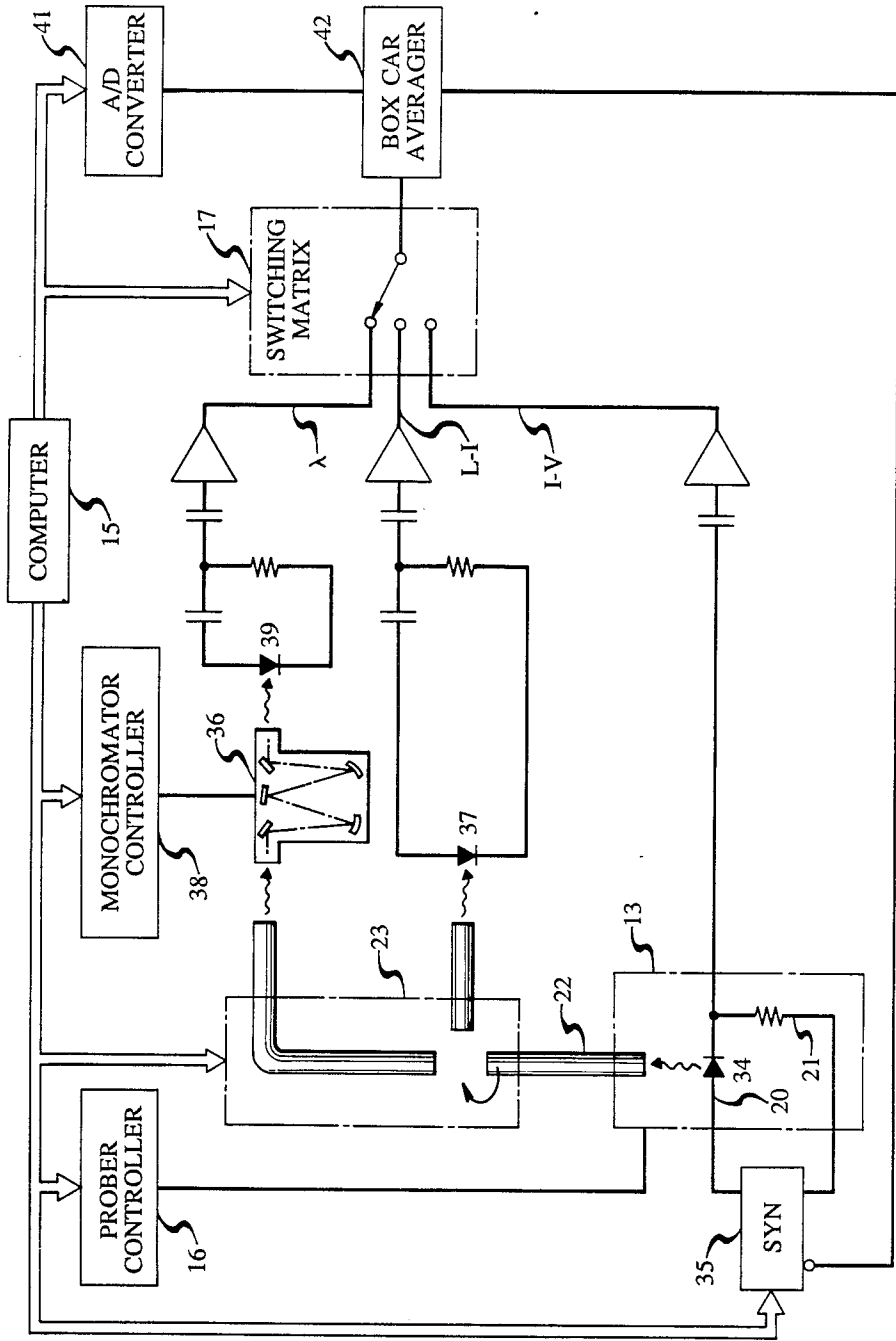 COMPUTER
15
A/D
CONVERTER
41
BOX CAR
AVERAGER
42
SWITCHING
MATRIX
17
MONOCHROMATOR
CONTROLLER
38
PROBER
CONTROLLER
16
λ
L-I
I-V
39
36
37
23
22
13
34
20
21
SYN
35